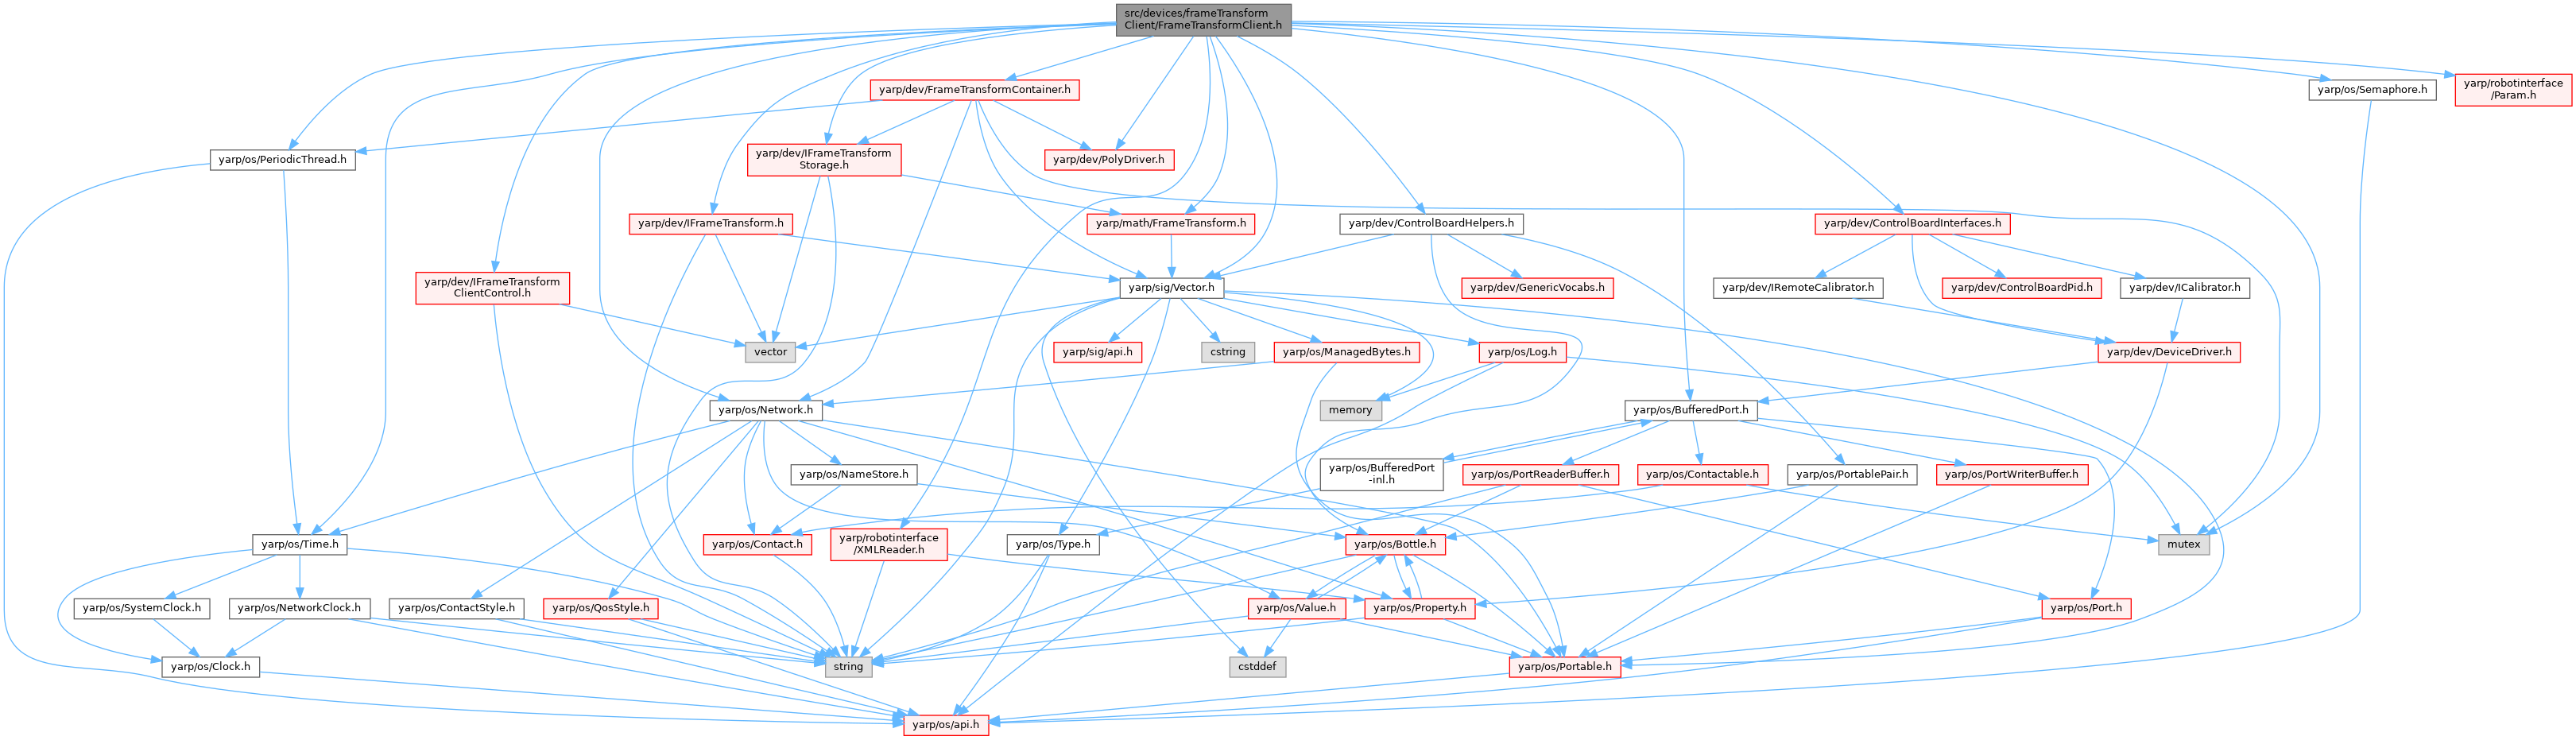 src/devices/frameTransform
Client/FrameTransformClient.h
yarp/dev/FrameTransformContainer.h
yarp/os/Semaphore.h
yarp/robotinterface
/Param.h
yarp/os/PeriodicThread.h
yarp/dev/IFrameTransform
Storage.h
yarp/dev/PolyDriver.h
yarp/dev/IFrameTransform.h
yarp/math/FrameTransform.h
yarp/dev/ControlBoardHelpers.h
yarp/dev/ControlBoardInterfaces.h
yarp/dev/IFrameTransform
ClientControl.h
yarp/sig/Vector.h
yarp/dev/GenericVocabs.h
yarp/dev/IRemoteCalibrator.h
yarp/dev/ControlBoardPid.h
yarp/dev/ICalibrator.h
vector
yarp/sig/api.h
cstring
yarp/os/ManagedBytes.h
yarp/os/Log.h
yarp/dev/DeviceDriver.h
yarp/os/Network.h
memory
yarp/os/BufferedPort.h
yarp/os/NameStore.h
yarp/os/BufferedPort
-inl.h
yarp/os/PortReaderBuffer.h
yarp/os/Contactable.h
yarp/os/PortablePair.h
yarp/os/PortWriterBuffer.h
yarp/os/Time.h
yarp/os/Contact.h
yarp/robotinterface
/XMLReader.h
yarp/os/Type.h
yarp/os/Bottle.h
mutex
yarp/os/SystemClock.h
yarp/os/NetworkClock.h
yarp/os/ContactStyle.h
yarp/os/QosStyle.h
yarp/os/Value.h
yarp/os/Property.h
yarp/os/Port.h
yarp/os/Clock.h
string
cstddef
yarp/os/Portable.h
yarp/os/api.h